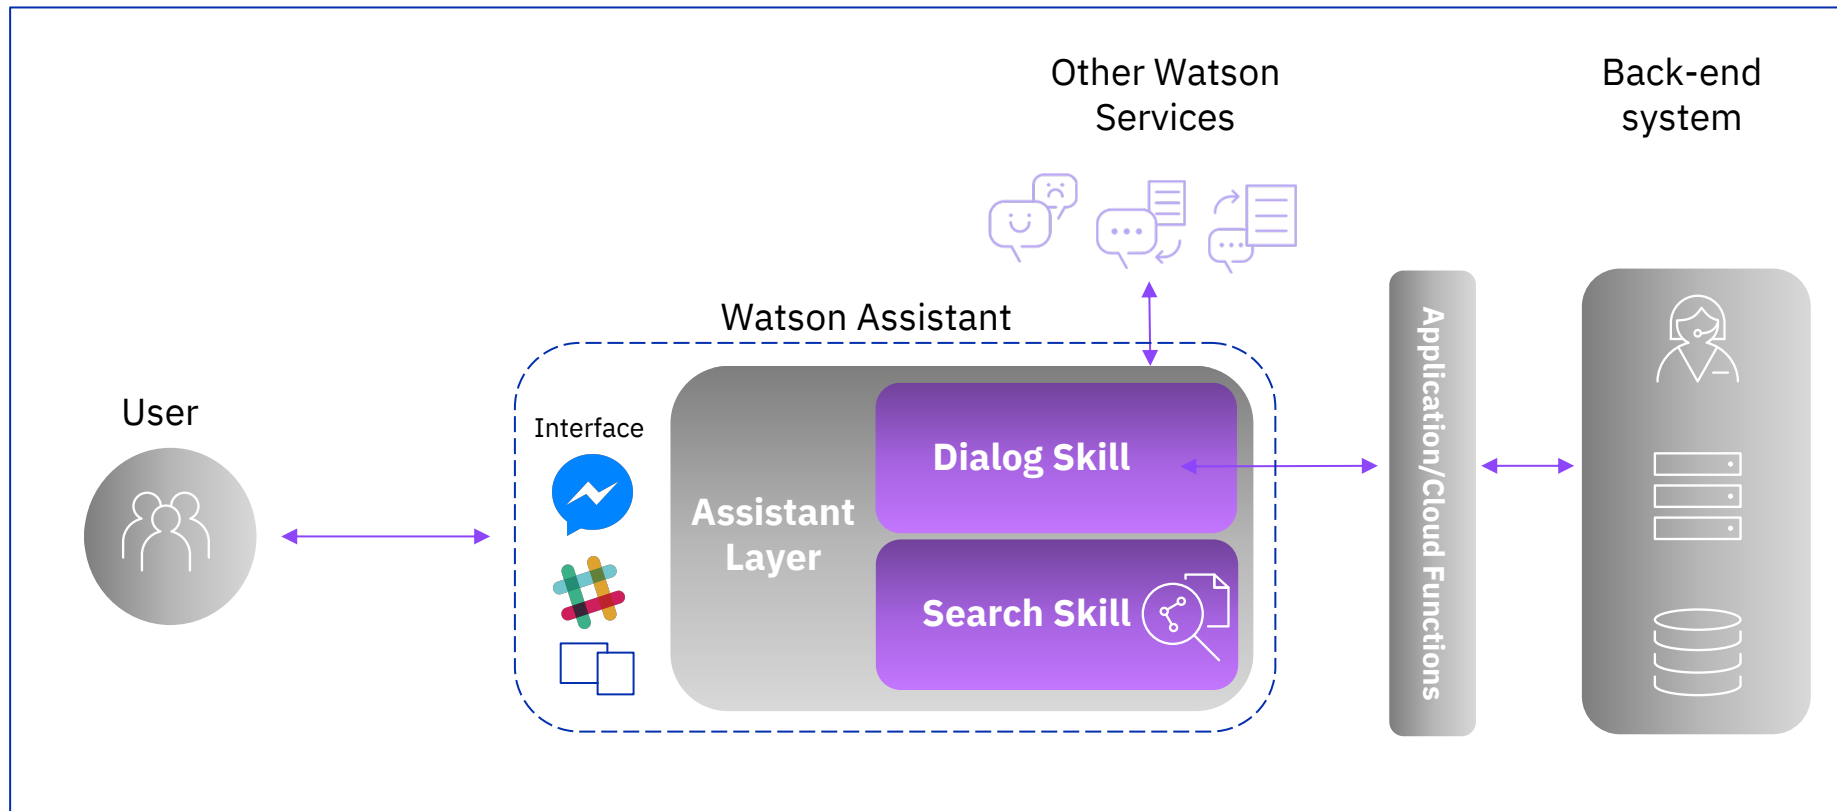 Other Watson
Services
Back-end
system
Watson Assistant
User
Interface
Assistant
Layer
Dialog Skill
Search Skill
Application/Cloud Functions